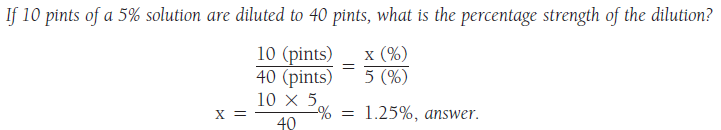 If 10 pints of a 5% solution are diluted to 40 pints, what is the percentage strength of the dilution?
10 (pints) / 40 (pints) = x (%) / 5 (%)
x = 10 × 5 / 40 % = 1.25%, answer.